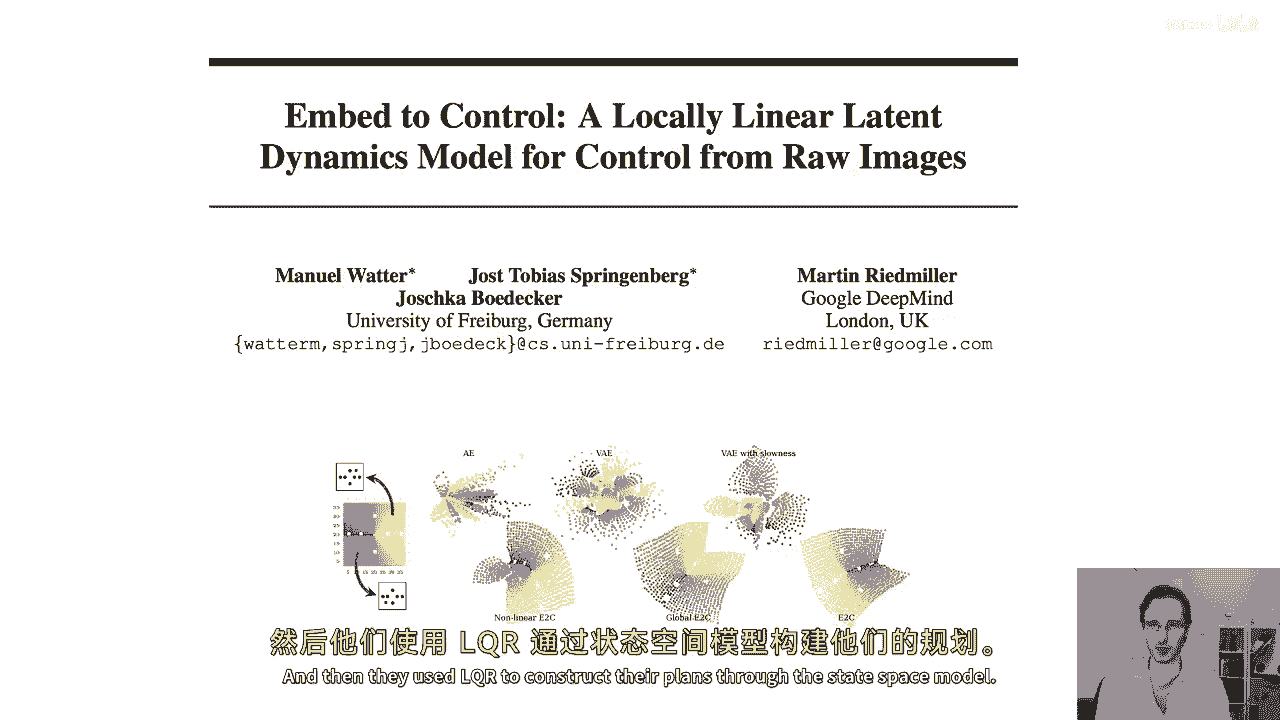 Embed to Control: A Locally Linear Latent
Dynamics Model for Control from Raw Images
Manuel Watter* Jost Tobias Springenberg* Martin Riedmiller
Joschka Boedecker Google DeepMind
University of Freiburg, Germany London, UK
{watterm,springj,jboedeck}@cs.uni-freiburg.de riedmiller@google.com
AE VAE VAE with slowness
Non-linear E2C Global E2C E2C
然后他们使用 LQR 通过状态空间模型构建他们的规划。
And then they used LQR to construct their plans through the state space model.